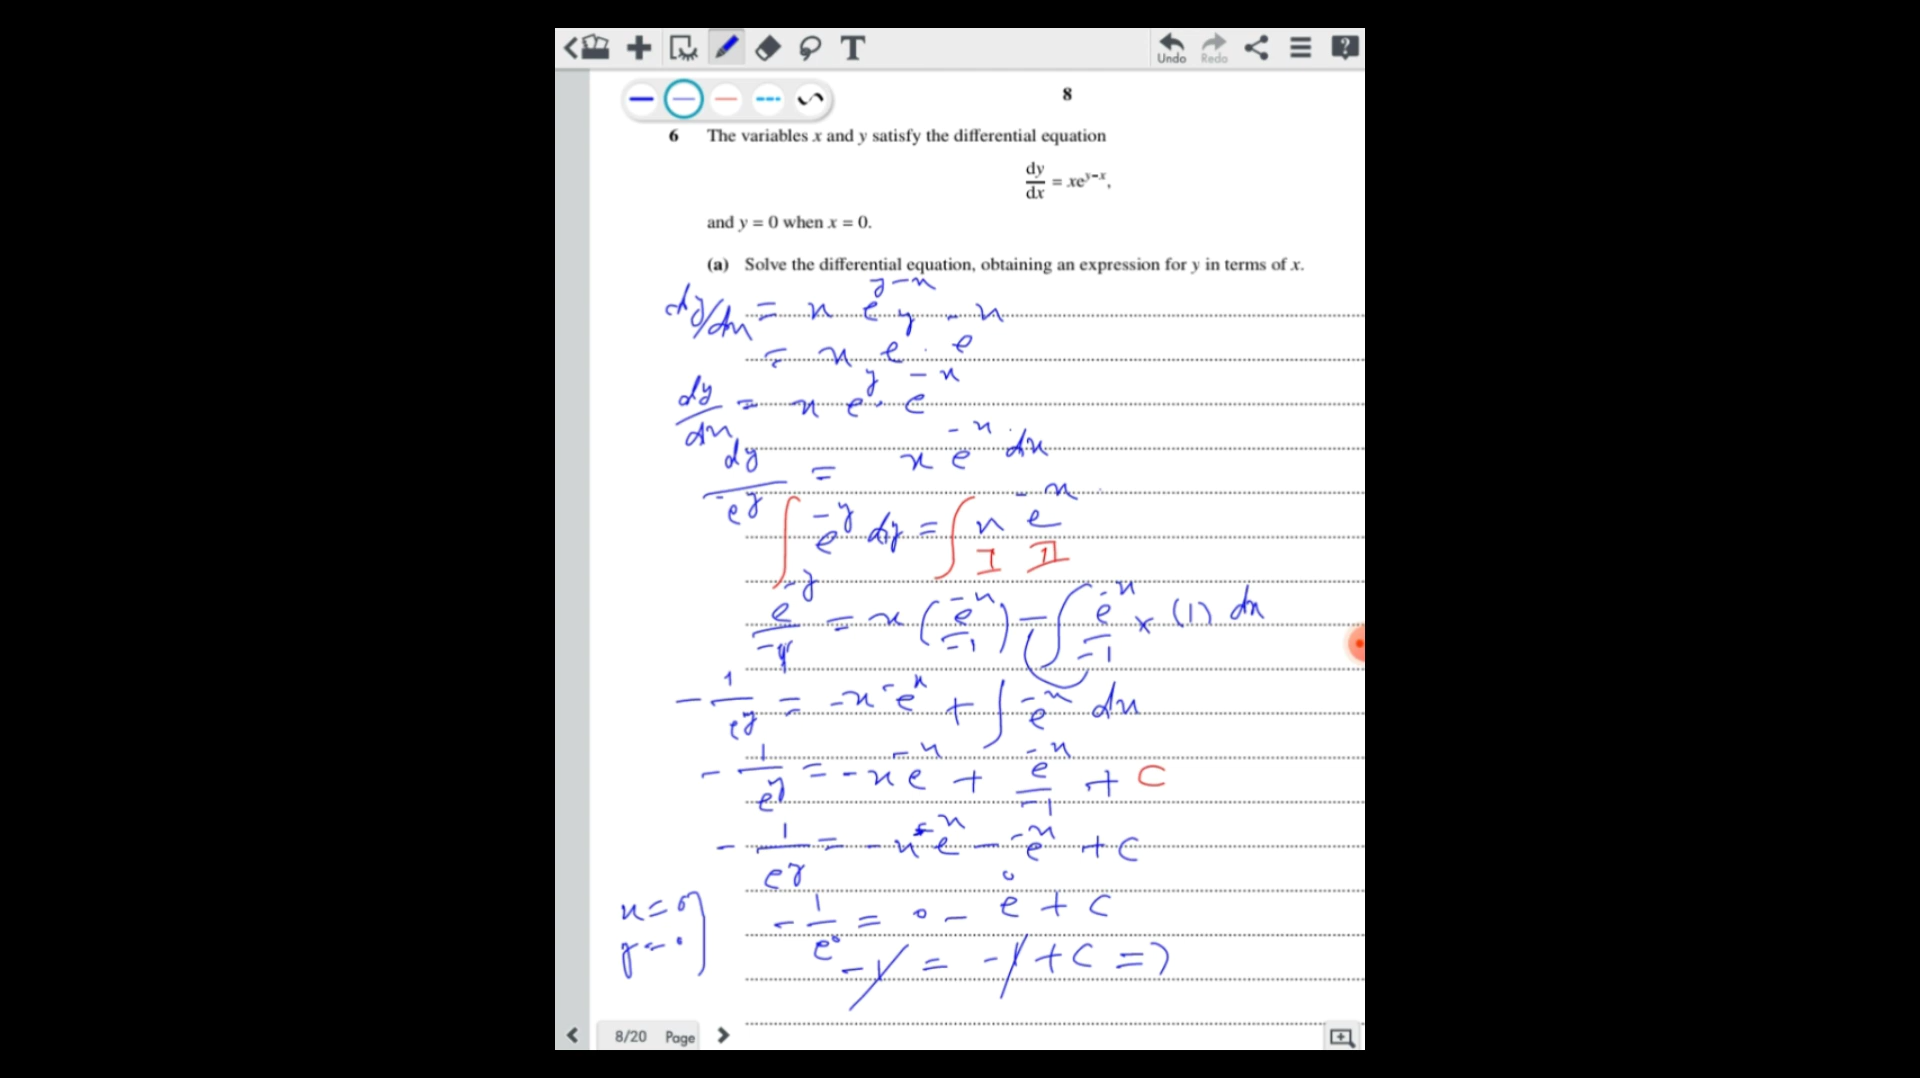 T
Undo
Redo
8
6 The variables x and y satisfy the differential equation
dy/dx = xe^{y−x},
and y = 0 when x = 0.
(a) Solve the differential equation, obtaining an expression for y in terms of x.
dy/dx = x e^{y−x}
= x e^y . e^{−x}
dy/dx = x e^y . e^{−x}
dy/e^y = x e^{−x} dx
∫ e^{−y} dy = ∫ x e^{−x}
I II
e^{−y}/−1 = x (e^{−x}/−1) − ∫ e^{−x}/−1 × (1) dx
− 1/e^y = −x e^{−x} + ∫ e^{−x} dx
− 1/e^y = −x e^{−x} + e^{−x}/−1 + C
− 1/e^y = −x e^{−x} − e^{−x} + C
x = 0
y = 0
− 1/e^0 = 0 − e^0 + C
−1 = −1 + C =>
8/20 Page